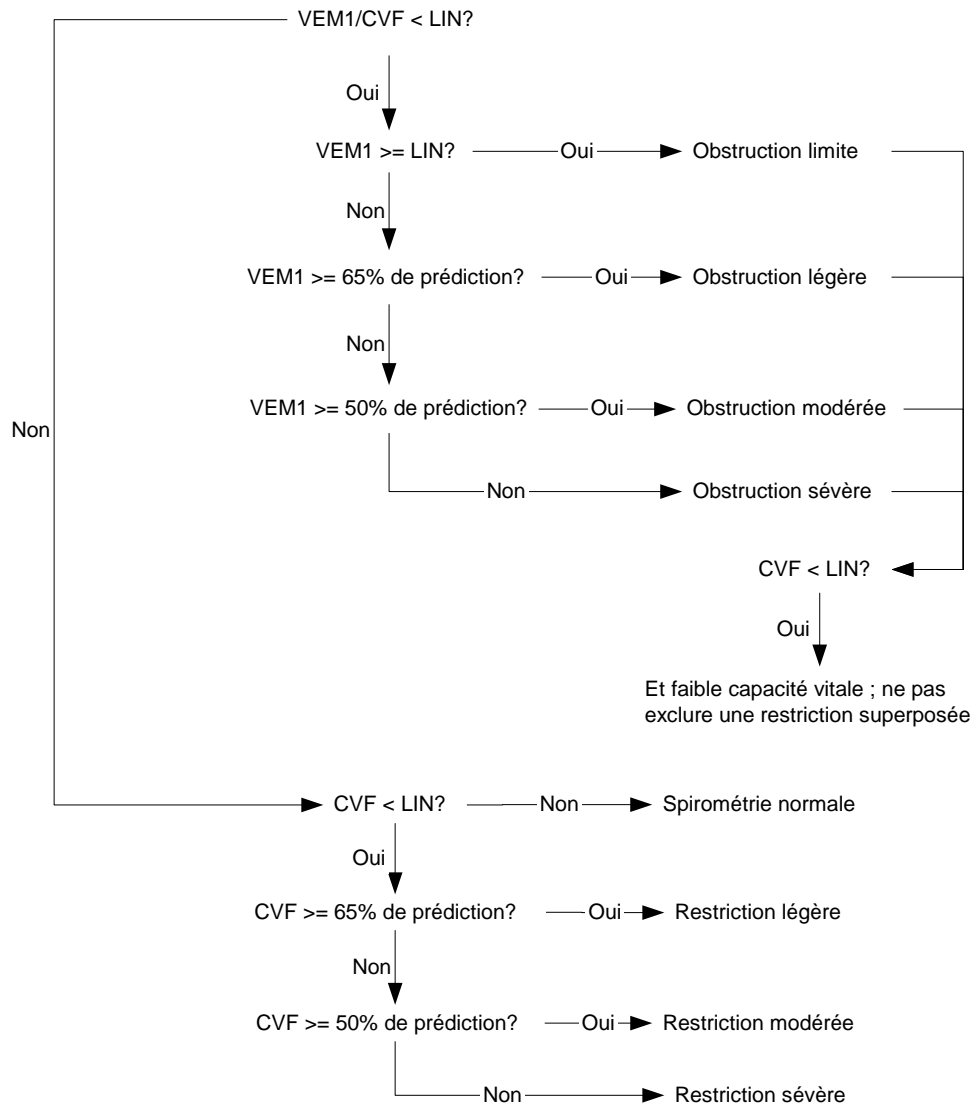 VEM1/CVF < LIN?
Oui
VEM1 >= LIN?
Oui
Obstruction limite
Non
VEM1 >= 65% de prédiction?
Oui
Obstruction légère
Non
VEM1 >= 50% de prédiction?
Oui
Obstruction modérée
Non
Non
Obstruction sévère
CVF < LIN?
Oui
Et faible capacité vitale ; ne pas
exclure une restriction superposée
CVF < LIN?
Non
Spirométrie normale
Oui
CVF >= 65% de prédiction?
Oui
Restriction légère
Non
CVF >= 50% de prédiction?
Oui
Restriction modérée
Non
Restriction sévère